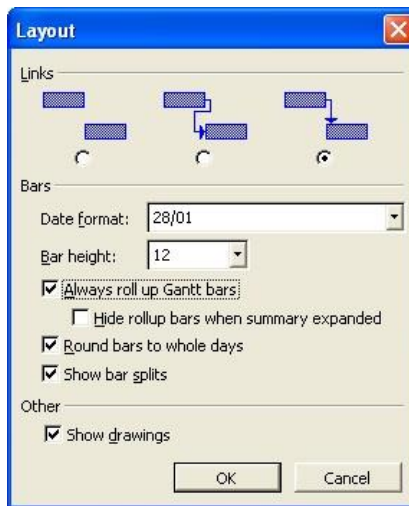 Layout
Links
Bars
Date format: 28/01
Bar height: 12
Always roll up Gantt bars
Hide rollup bars when summary expanded
Round bars to whole days
Show bar splits
Other
Show drawings
OK Cancel